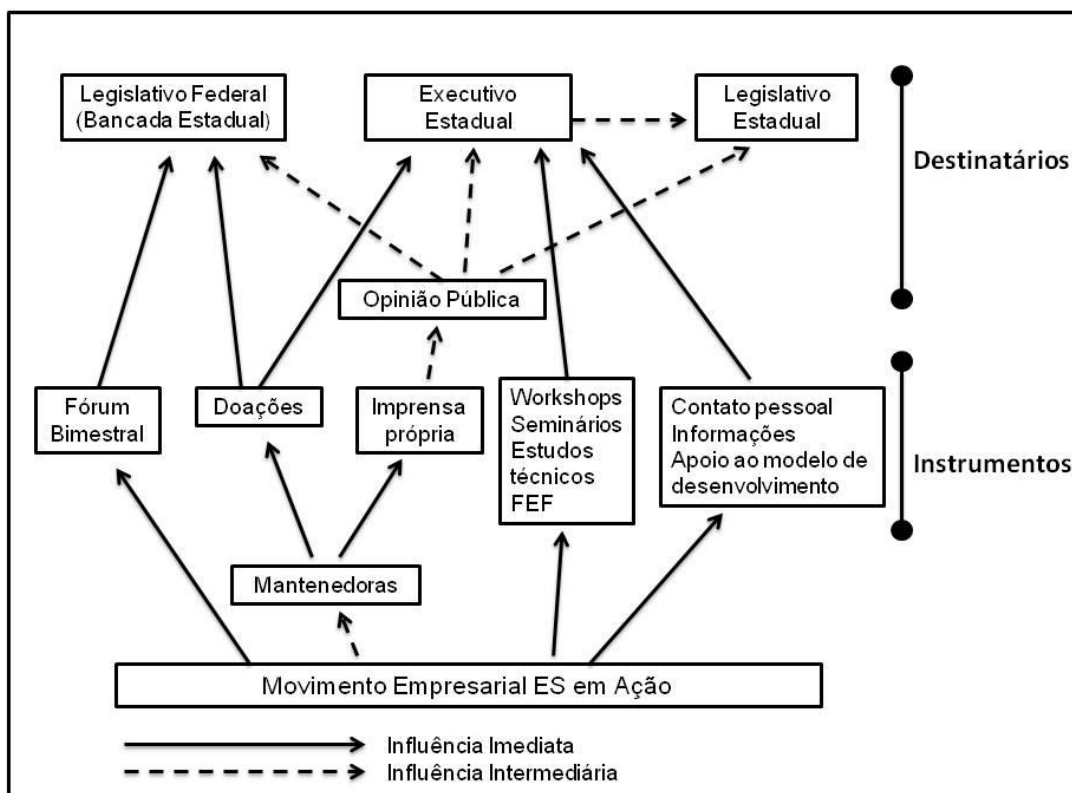 Legislativo Federal
(Bancada Estadual)
Executivo
Estadual
Legislativo
Estadual
Destinatários
Opinião Pública
Fórum
Bimestral
Doações
Imprensa
própria
Workshops
Seminários
Estudos
técnicos
FEF
Contato pessoal
Informações
Apoio ao modelo de
desenvolvimento
Instrumentos
Mantenedoras
Movimento Empresarial ES em Ação
Influência Imediata
Influência Intermediária